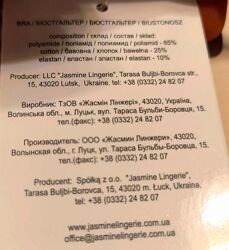 BRA / БЮСТГАЛЬТЕР / БЮСТГАЛЬТЕР / BIUSTONOSZ
composition / склад / состав / skład:
polyamide / поліамід / полиамид / poliamid - 65%
cotton / бавовна / хлопок / bawełna - 25%
elastan / еластан / эластан / elastan - 10%
Producer: LLC "Jasmine Lingerie", Tarasa Buljbi-Borovca str.,
15, 43020 Lutsk, Ukraine, tel. +38 (0332) 24 82 07
Виробник: ТзОВ «Жасмін Лінжері», 43020, Україна,
Волинська обл., м. Луцьк, вул. Тараса Бульби-Боровця, 15.
тел.(факс): +38 (0332) 24 82 07
Производитель: ООО «Жасмин Линжери», 43020,
Волынская обл., г. Луцк, ул. Тараса Бульбы-Боровца, 15.
тел.(факс): +38 (0332) 24 82 07
Producent: Spółką z o.o. "Jasmine Lingerie",
Tarasa Buljbi-Borovca, 15, 43020 m. Łuck, Ukraine,
tel: +38 (0332) 24 82 07
www.jasminelingerie.com.ua
office@jasminelingerie.com.ua